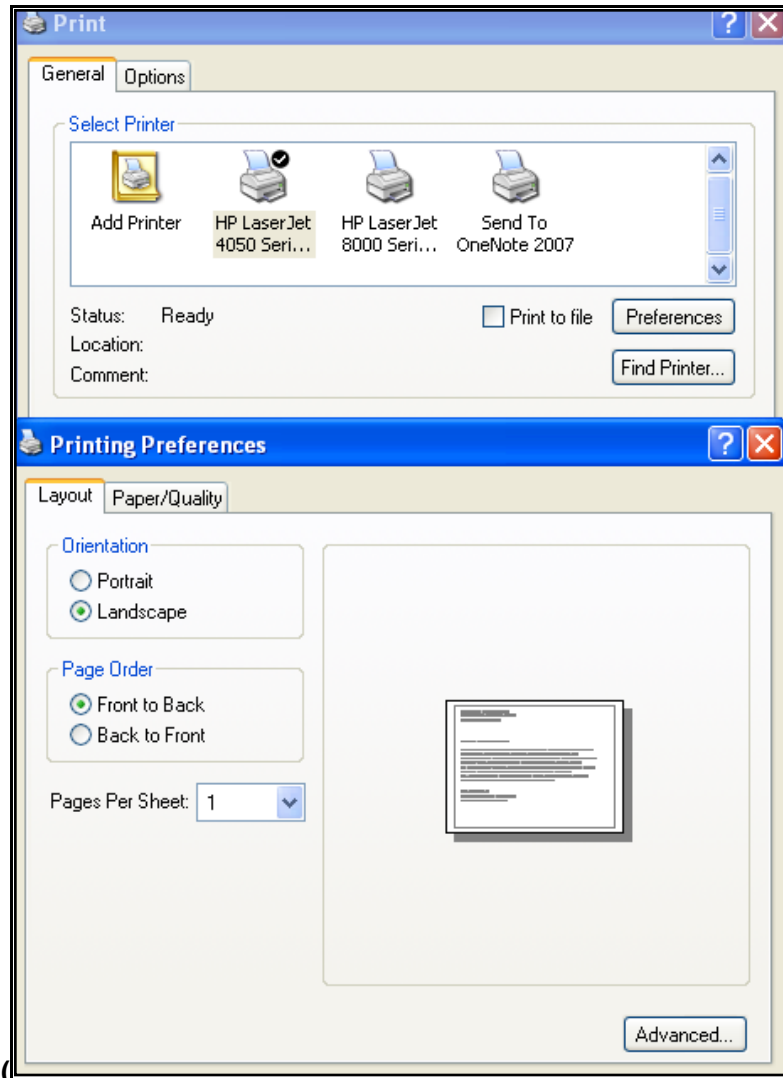 Print
General Options
Select Printer
Add Printer HP LaserJet 4050 Seri... HP LaserJet 8000 Seri... Send To OneNote 2007
Status: Ready Print to file Preferences
Location:
Comment: Find Printer...
Printing Preferences
Layout Paper/Quality
Orientation
Portrait
Landscape
Page Order
Front to Back
Back to Front
Pages Per Sheet: 1
Advanced...
(